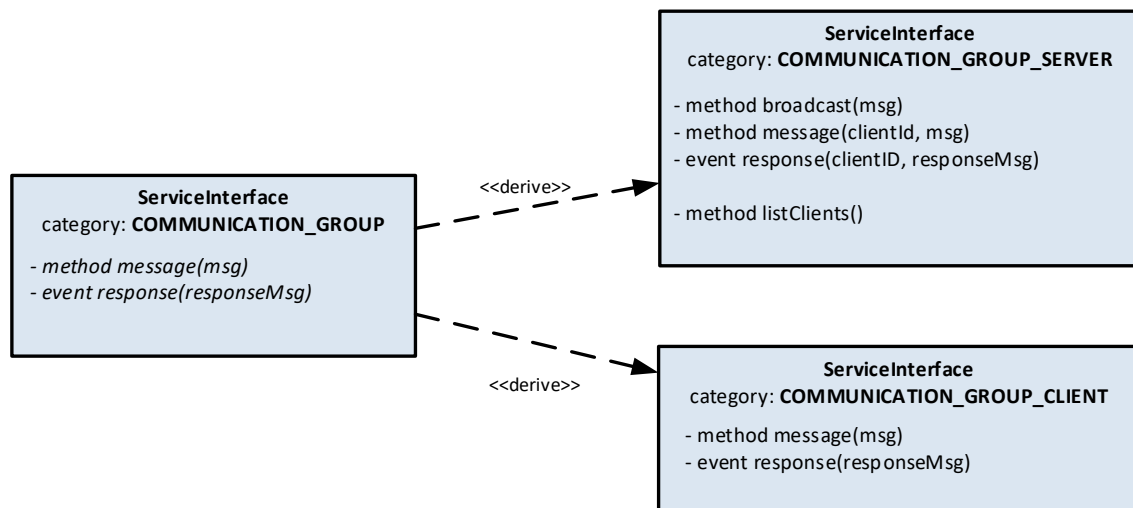 ServiceInterface
category: COMMUNICATION_GROUP
- method message(msg)
- event response(responseMsg)
<<derive>>
<<derive>>
ServiceInterface
category: COMMUNICATION_GROUP_SERVER
- method broadcast(msg)
- method message(clientId, msg)
- event response(clientID, responseMsg)
- method listClients()
ServiceInterface
category: COMMUNICATION_GROUP_CLIENT
- method message(msg)
- event response(responseMsg)